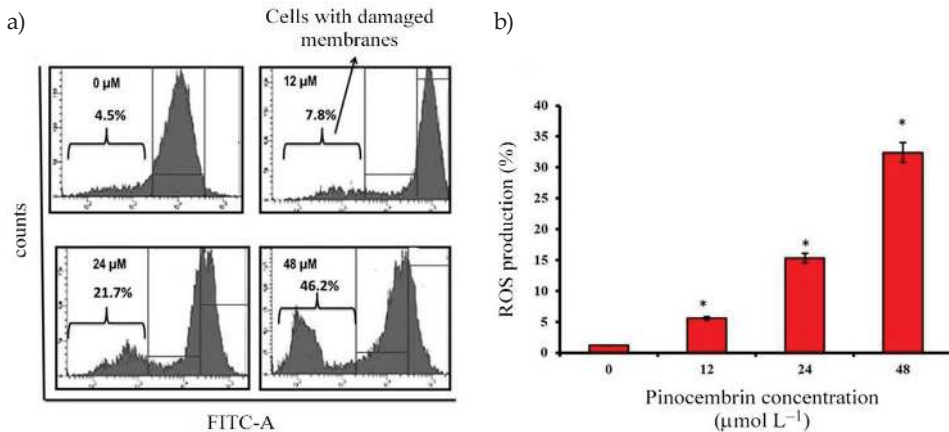 a)
Cells with damaged
membranes
0 µM
4.5%
12 µM
7.8%
24 µM
21.7%
48 µM
46.2%
counts
FITC-A
b)
ROS production (%)
40
35
30
25
20
15
10
5
0
*
*
*
0 12 24 48
Pinocembrin concentration
(µmol L⁻¹)